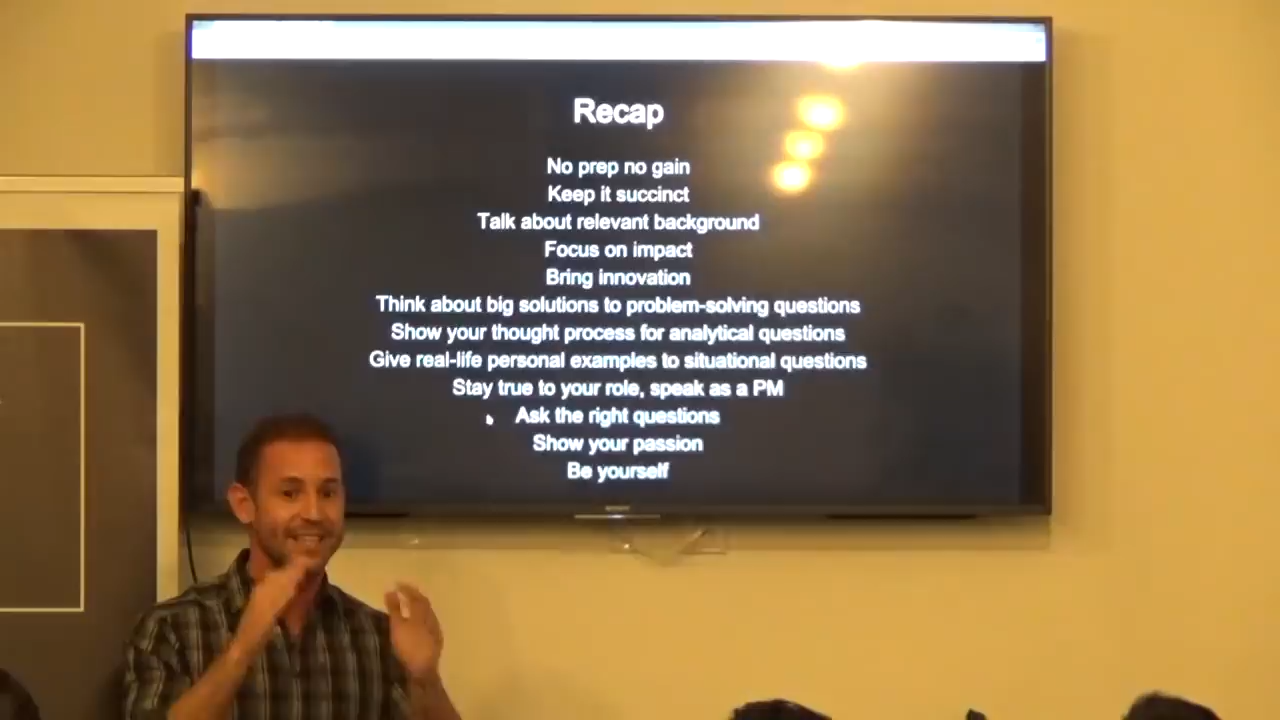 Recap
No prep no gain
Keep it succinct
Talk about relevant background
Focus on impact
Bring innovation
Think about big solutions to problem-solving questions
Show your thought process for analytical questions
Give real-life personal examples to situational questions
Stay true to your role, speak as a PM
Ask the right questions
Show your passion
Be yourself